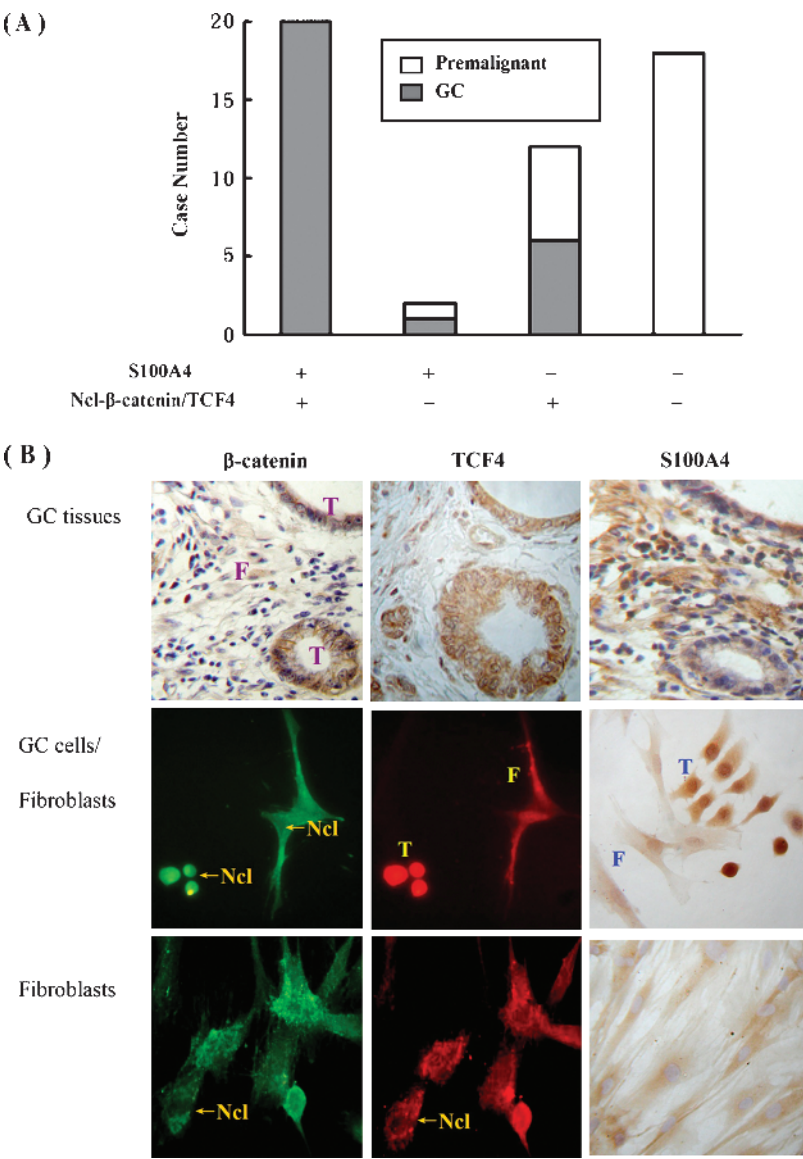 (A)
20
15
10
5
0
Case Number
Premalignant
GC
S100A4 + + – –
Ncl-β-catenin/TCF4 + – + –
(B)
β-catenin TCF4 S100A4
GC tissues
T
F
T
GC cells/
Fibroblasts
Ncl
Ncl
F
T
T
F
Fibroblasts
Ncl
Ncl